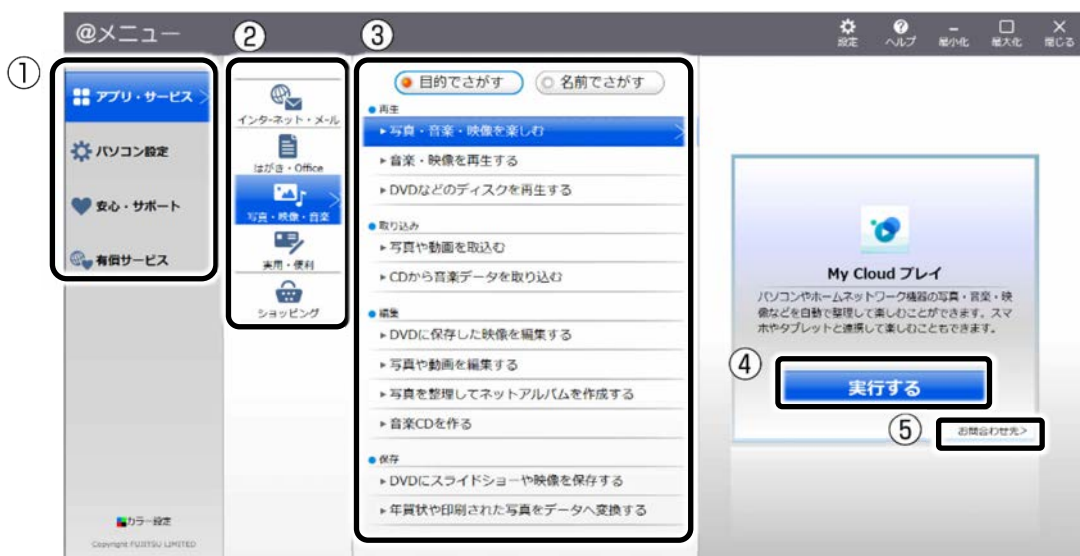 @メニュー
設定
ヘルプ
最小化
最大化
閉じる
①
アプリ・サービス
パソコン設定
安心・サポート
有償サービス
カラー設定
Copyright FUJITSU LIMITED
②
インターネット・メール
はがき・Office
写真・映像・音楽
実用・便利
ショッピング
③
目的でさがす
名前でさがす
再生
写真・音楽・映像を楽しむ
音楽・映像を再生する
DVDなどのディスクを再生する
取り込み
写真や動画を取込む
CDから音楽データを取り込む
編集
DVDに保存した映像を編集する
写真や動画を編集する
写真を整理してネットアルバムを作成する
音楽CDを作る
保存
DVDにスライドショーや映像を保存する
年賀状や印刷された写真をデータへ変換する
My Cloud プレイ
パソコンやホームネットワーク機器の写真・音楽・映
像などを自動で整理して楽しむことができます。スマ
ホやタブレットと連携して楽しむこともできます。
④
実行する
⑤
お問合わせ先>